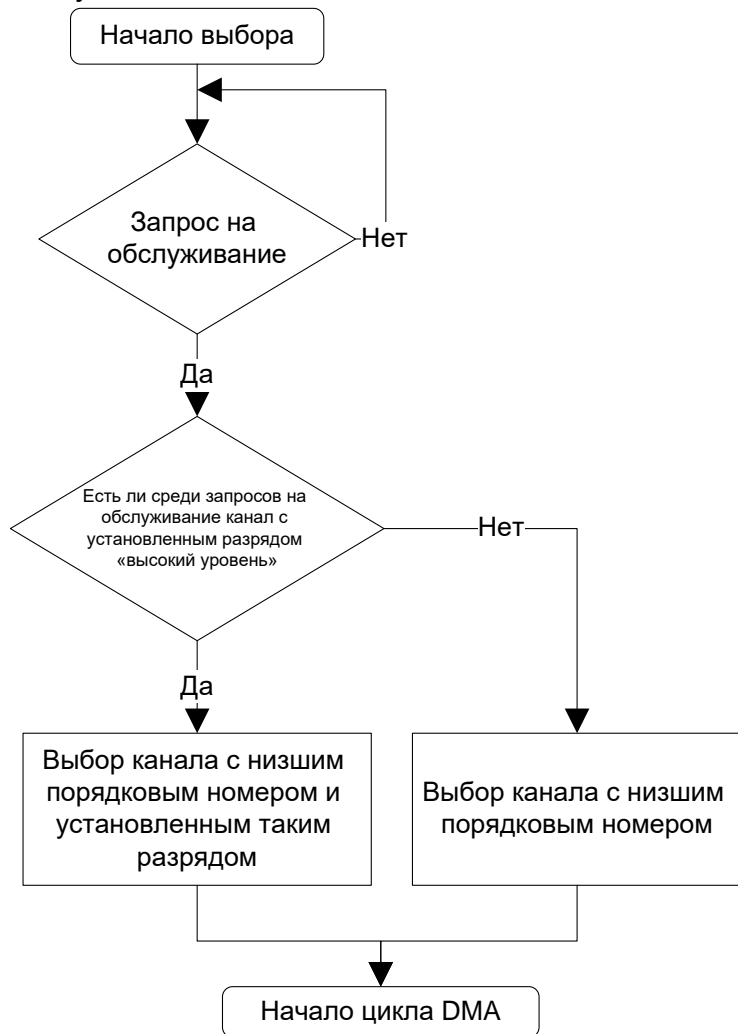 Начало выбора
Запрос на
обслуживание
Нет
Да
Есть ли среди запросов на
обслуживание канал с
установленным разрядом
«высокий уровень»
Нет
Да
Выбор канала с низшим
порядковым номером и
установленным таким
разрядом
Выбор канала с низшим
порядковым номером
Начало цикла DMA